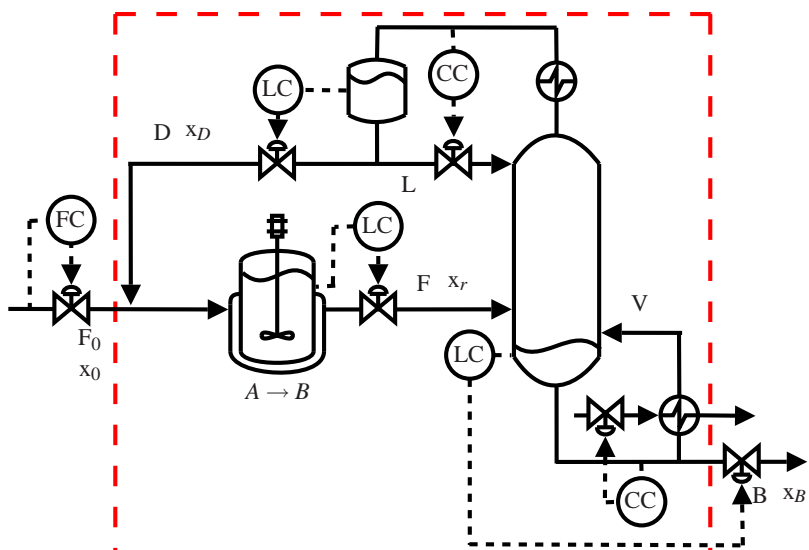 LC
CC
D x_D
L
FC
LC
F x_r
V
F_0
x_0
LC
A → B
CC
B x_B